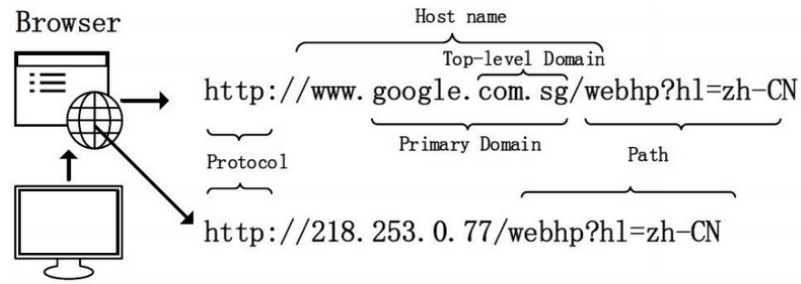 Browser
Host name
Top-level Domain
http://www.google.com.sg/webhp?hl=zh-CN
Protocol
Primary Domain
Path
http://218.253.0.77/webhp?hl=zh-CN